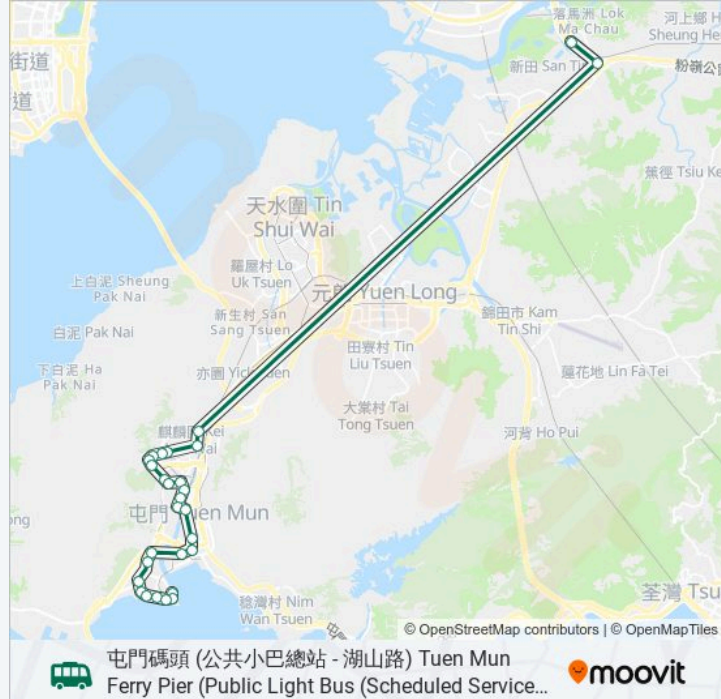 落馬洲 Lok
Ma Chau
河上鄉 H
Sheung He
街道
新田 San Ti
粉嶺公
道
蕉徑 Tsiu Ke
天水圍 Tin
Shui Wai
羅屋村 Lo
Uk Tsuen
上白泥 Sheung
Pak Nai
元朗 Yuen Long
新生村 San
Sang Tsuen
錦田市 Kam
Tin Shi
白泥 Pak Nai
田寮村 Tin
Liu Tsuen
下白泥 Ha
Pak Nai
亦園 Yick
蓮花地 Lin Fa Tei
大棠村 Tai
Tong Tsuen
麒麟
河背 Ho Pui
屯門 Tuen Mun
ong
荃灣 Tsu
稔灣村 Nim
Wan Tsuen
© OpenStreetMap contributors | © OpenMapTiles
屯門碼頭 (公共小巴總站 - 湖山路) Tuen Mun
Ferry Pier (Public Light Bus (Scheduled Service...
moovit